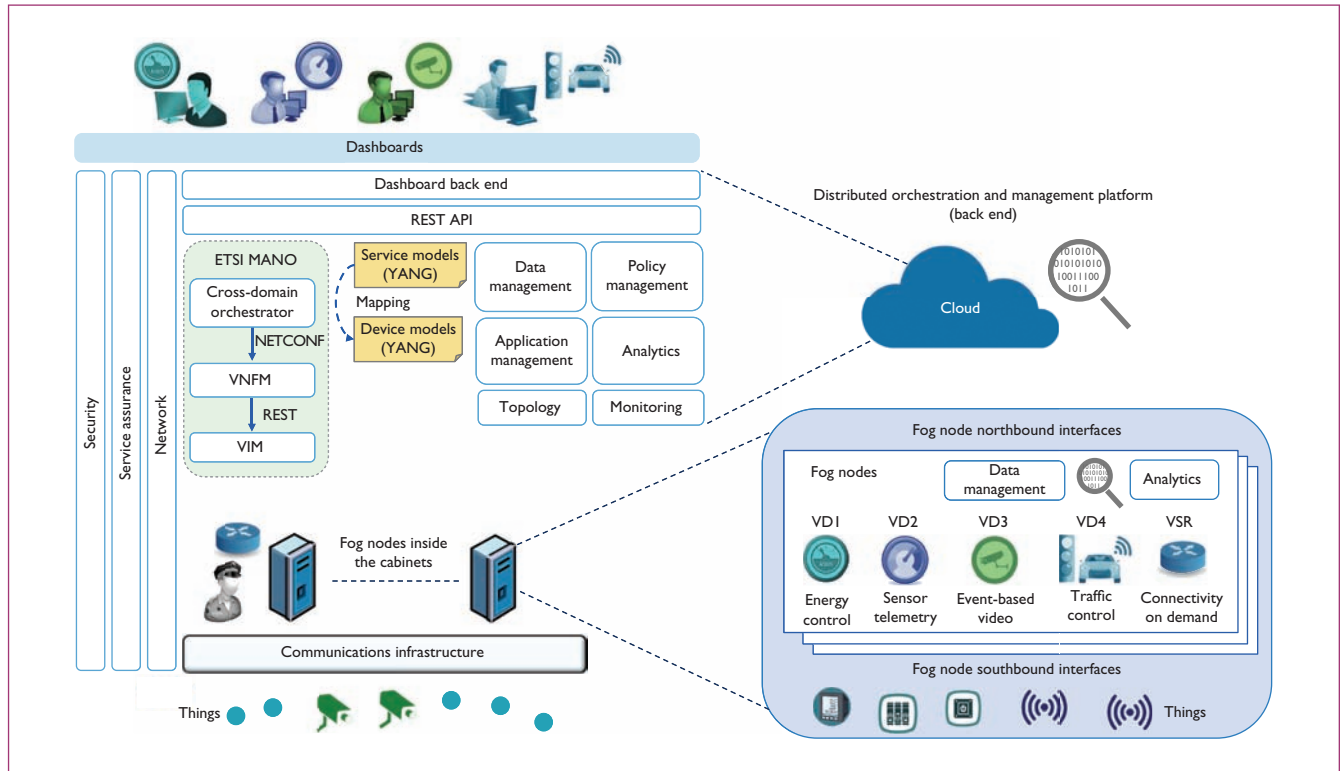 Dashboards
Dashboard back end
REST API
Security
Service assurance
Network
ETSI MANO
Cross-domain
orchestrator
NETCONF
VNFM
REST
VIM
Service models
(YANG)
Mapping
Device models
(YANG)
Data
management
Policy
management
Application
management
Analytics
Topology
Monitoring
Distributed orchestration and management platform
(back end)
1010101
010101010
10011100
1011
Cloud
Fog nodes inside
the cabinets
Communications infrastructure
Things
Fog node northbound interfaces
Fog nodes
Data
management
Analytics
VD1
VD2
VD3
VD4
VSR
Energy
control
Sensor
telemetry
Event-based
video
Traffic
control
Connectivity
on demand
Fog node southbound interfaces
Things